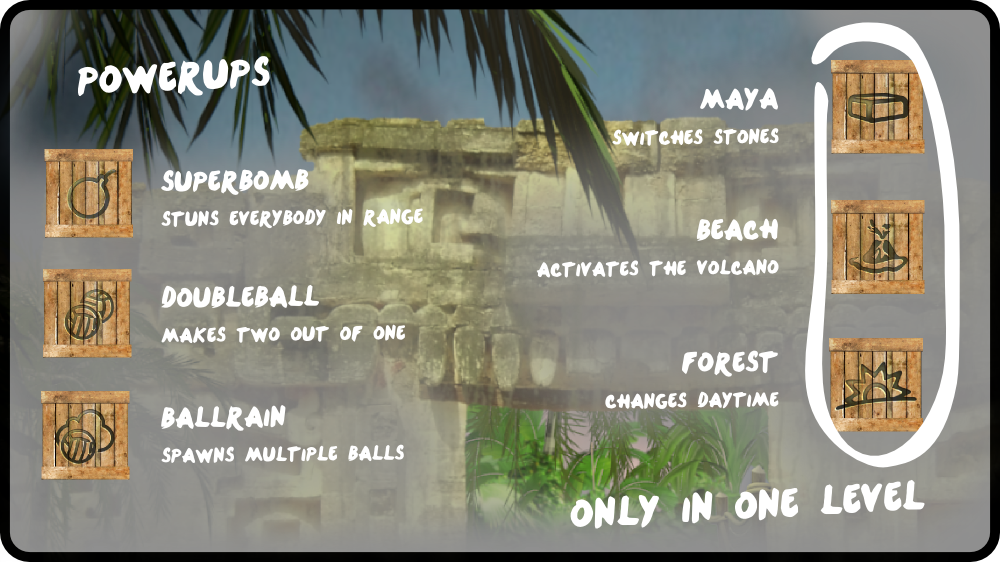 POWERUPS
SUPERBOMB
STUNS EVERYBODY IN RANGE
DOUBLEBALL
MAKES TWO OUT OF ONE
BALLRAIN
SPAWNS MULTIPLE BALLS
MAYA
SWITCHES STONES
BEACH
ACTIVATES THE VOLCANO
FOREST
CHANGES DAYTIME
ONLY IN ONE LEVEL